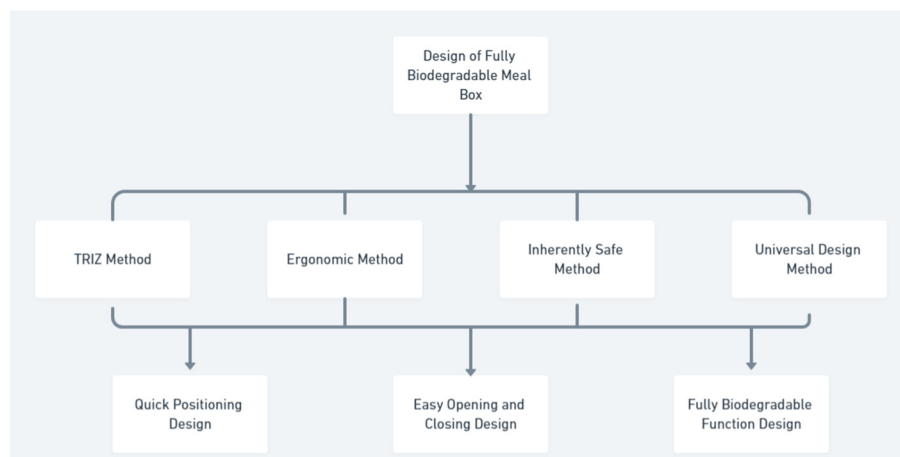 Design of Fully
Biodegradable Meal
Box
TRIZ Method
Ergonomic Method
Inherently Safe
Method
Universal Design
Method
Quick Positioning
Design
Easy Opening and
Closing Design
Fully Biodegradable
Function Design